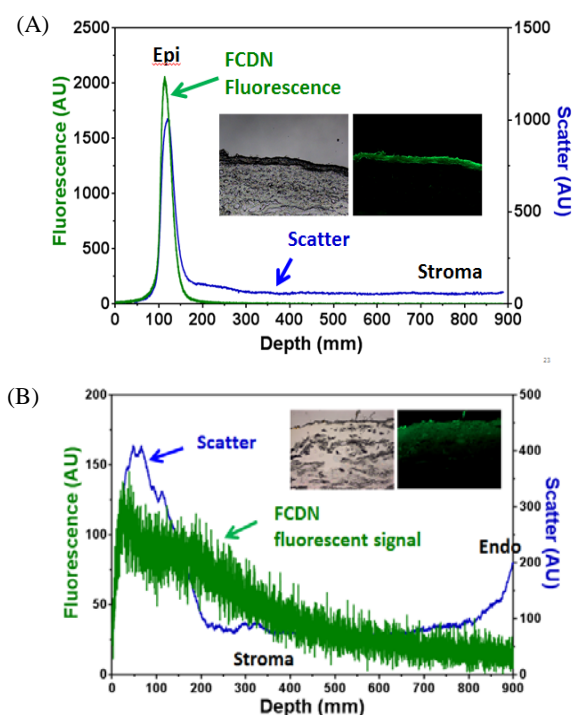 (A)
2500
2000
1500
1000
500
0
Fluorescence (AU)
Epi
FCDN
Fluorescence
Scatter
Stroma
1500
1000
500
0
Scatter (AU)
0 100 200 300 400 500 600 700 800 900
Depth (mm)
23
(B)
200
150
100
50
0
Fluorescence (AU)
Scatter
FCDN
fluorescent signal
Endo
Stroma
500
400
300
200
100
0
Scatter (AU)
0 100 200 300 400 500 600 700 800 900
Depth (mm)